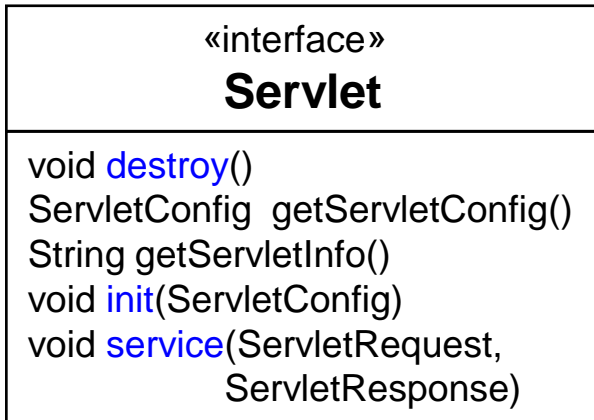 «interface»
Servlet
void destroy()
ServletConfig getServletConfig()
String getServletInfo()
void init(ServletConfig)
void service(ServletRequest,
ServletResponse)